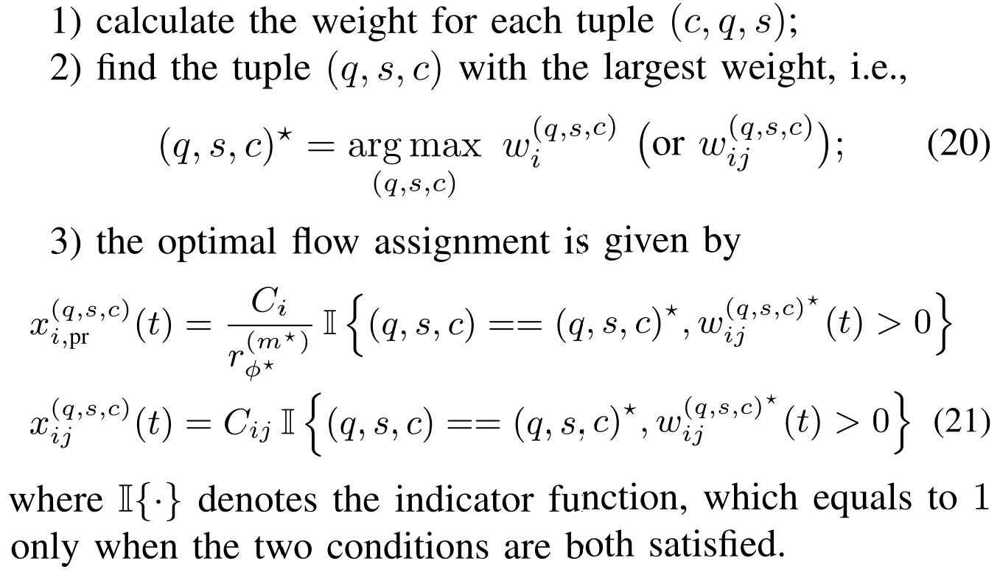 1) calculate the weight for each tuple (c, q, s);
2) find the tuple (q, s, c) with the largest weight, i.e.,
$(q, s, c)^\star = \underset{(q,s,c)}{\arg\max} \; w_i^{(q,s,c)} \; \big(\text{or } w_{ij}^{(q,s,c)}\big);$ (20)
3) the optimal flow assignment is given by
$x_{i,\text{pr}}^{(q,s,c)}(t) = \frac{C_i}{r_{\phi^\star}^{(m^\star)}} \, \mathbb{I}\left\{(q, s, c) == (q, s, c)^\star, w_{ij}^{(q,s,c)^\star}(t) > 0\right\}$
$x_{ij}^{(q,s,c)}(t) = C_{ij} \, \mathbb{I}\left\{(q, s, c) == (q, s, c)^\star, w_{ij}^{(q,s,c)^\star}(t) > 0\right\}$ (21)
where $\mathbb{I}\{\cdot\}$ denotes the indicator function, which equals to 1
only when the two conditions are both satisfied.